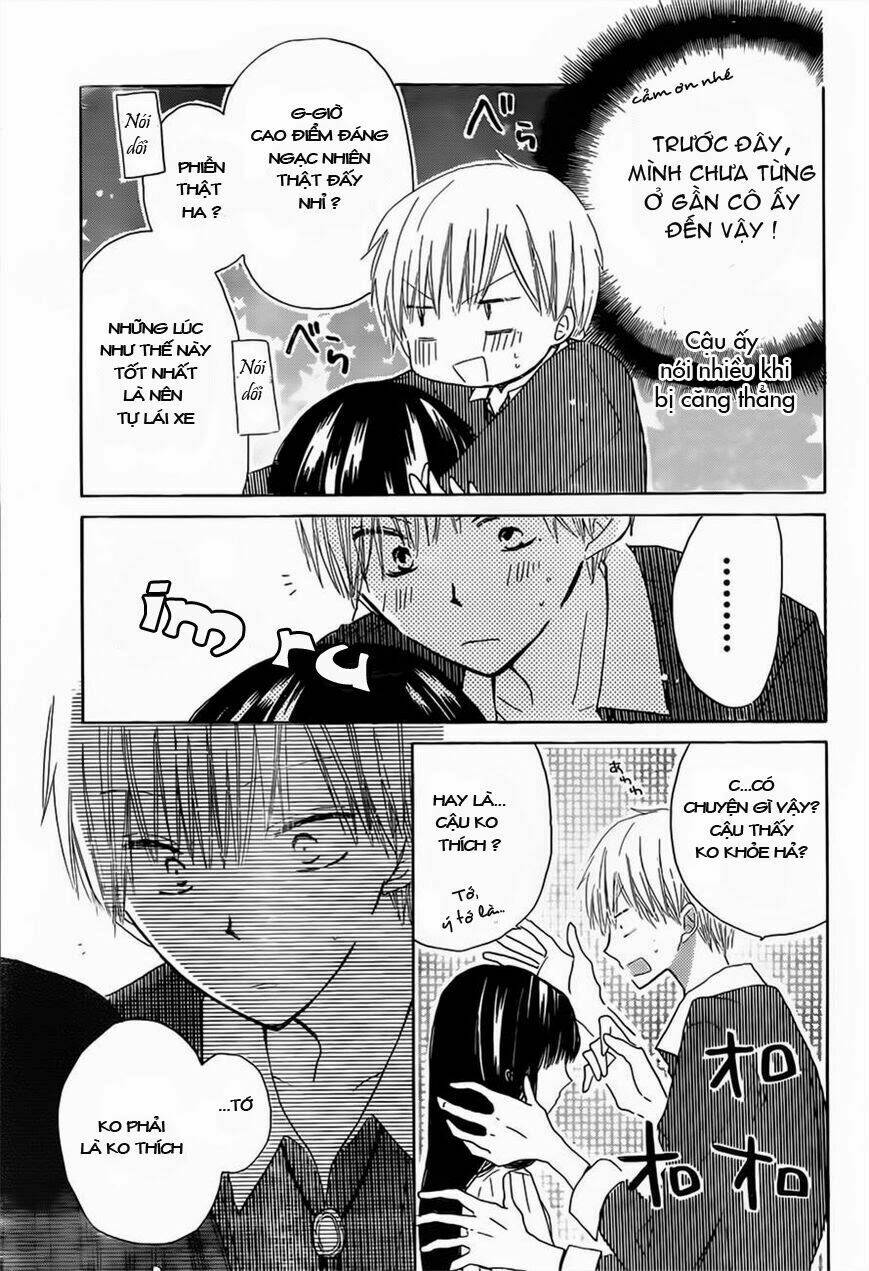 cảm ơn nhé
TRƯỚC ĐÂY,
MÌNH CHƯA TỪNG
Ở GẦN CÔ ẤY
ĐẾN VẬY !
Cậu ấy
nói nhiều khi
bị căng thẳng
べら
G-GIỜ
CAO ĐIỂM ĐÁNG
NGẠC NHIÊN
THẬT ĐẤY
NHỈ ?
PHIỀN
THẬT
HA ?
Nói
dối
べら
NHỮNG LÚC
NHƯ THẾ NÀY
TỐT NHẤT
LÀ NÊN
TỰ LÁI XE
Nói
dối
........
im ru
あわわ
C...CÓ
CHUYỆN GÌ VẬY?
CẬU THẤY
KO KHỎE HẢ?
HAY LÀ...
CẬU KO
THÍCH ?
Tớ,
ý tớ là...
オロ
オロ
...TỚ
KO PHẢI
LÀ KO THÍCH